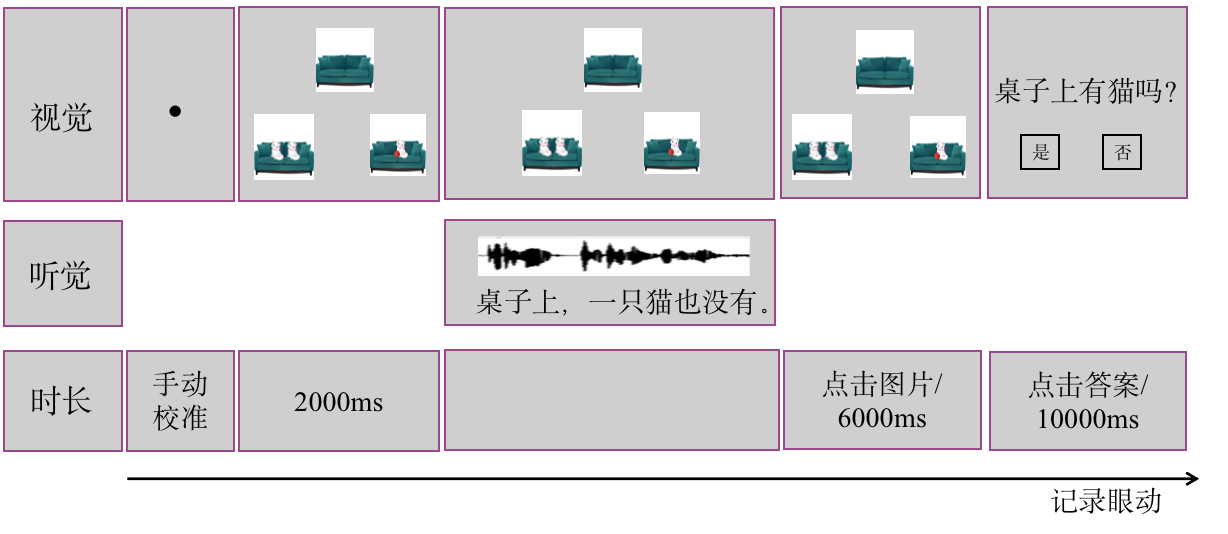 视觉
桌子上有猫吗?
是
否
听觉
桌子上，一只猫也没有。
时长
手动
校准
2000ms
点击图片/
6000ms
点击答案/
10000ms
记录眼动